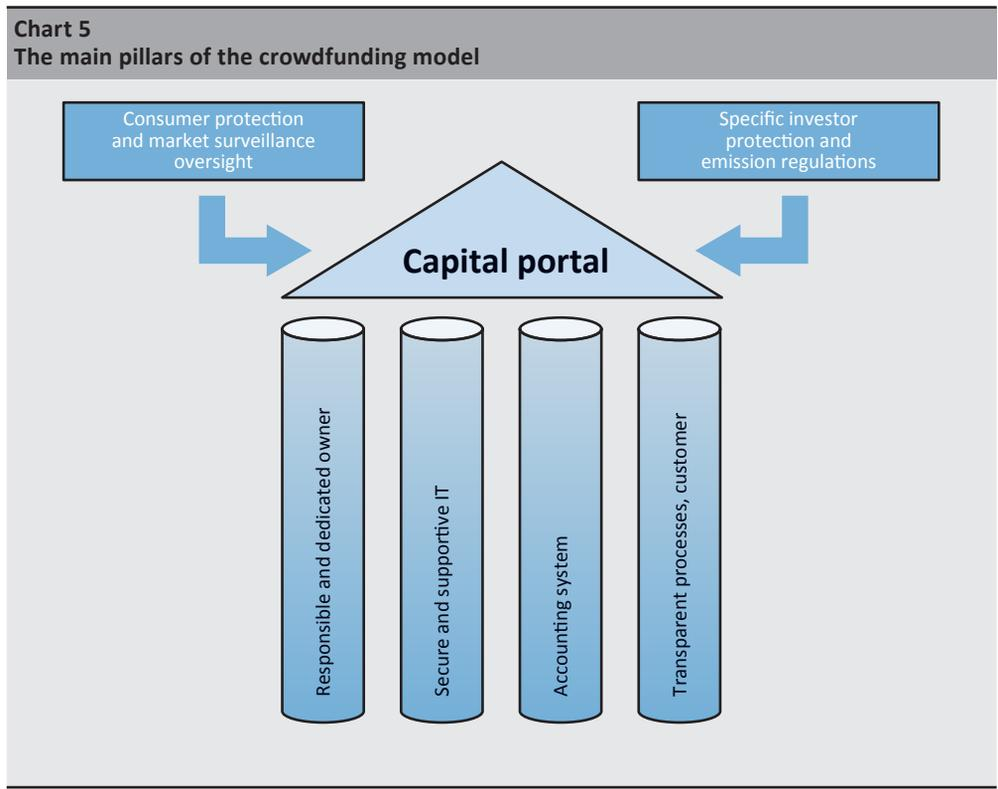 Chart 5
The main pillars of the crowdfunding model
Consumer protection
and market surveillance
oversight
Specific investor
protection and
emission regulations
Capital portal
Responsible and dedicated owner
Secure and supportive IT
Accounting system
Transparent processes, customer